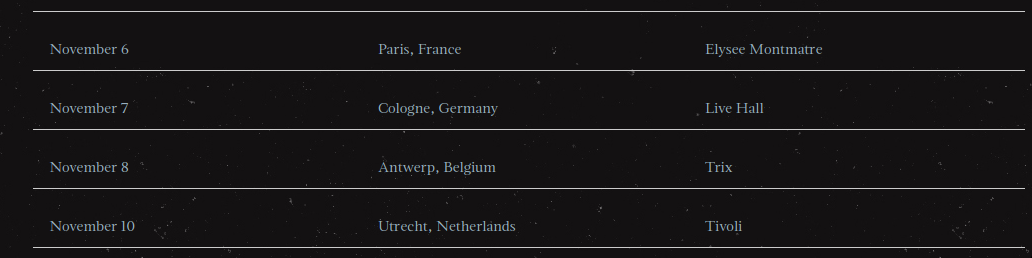 November 6 Paris, France Elysee Montmatre
November 7 Cologne, Germany Live Hall
November 8 Antwerp, Belgium Trix
November 10 Utrecht, Netherlands Tivoli